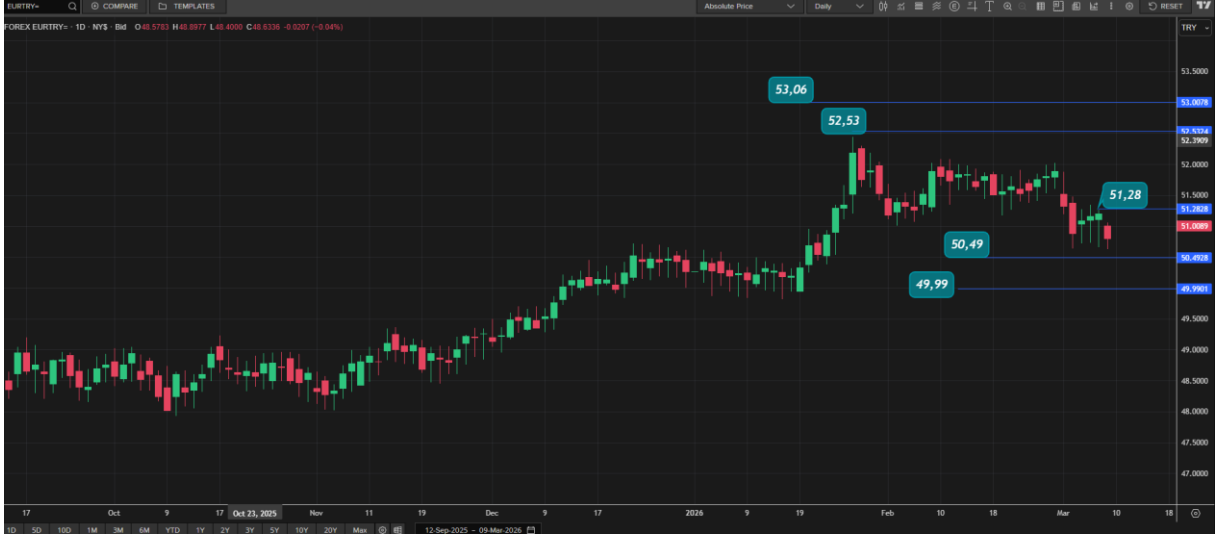 EURTRY=
COMPARE
TEMPLATES
Absolute Price
Daily
RESET
FOREX EURTRY= · 1D · NY$ · Bid O48.5783 H48.8977 L48.4000 C48.6336 -0.0207 (-0.04%)
TRY
53.5000
53,06
53.0078
52,53
52.5324
52.3909
52.0000
51.5000
51,28
51.2828
51.0089
50,49
50.4928
49,99
49.9901
49.5000
49.0000
48.5000
48.0000
47.5000
47.0000
17 Oct 9 17 Oct 23, 2025 Nov 11 19 Dec 9 17 2026 9 19 Feb 10 18 Mar 10 18
1D 5D 10D 1M 3M 6M YTD 1Y 2Y 3Y 5Y 10Y 20Y Max 12-Sep-2025 - 09-Mar-2026